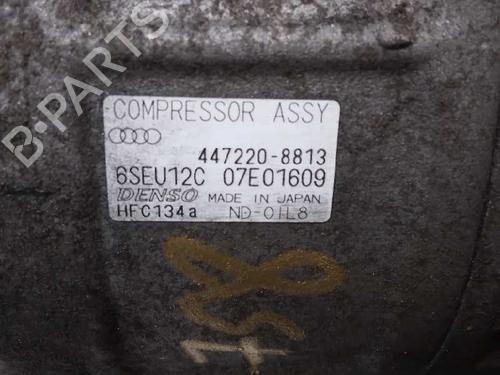 B-PARTS
COMPRESSOR ASSY
447220-8813
6SEU12C 07E01609
DENSO MADE IN JAPAN
HFC134a ND-OIL8